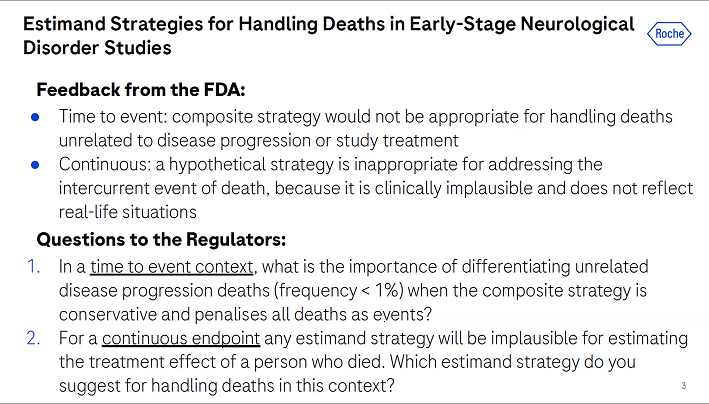 Estimand Strategies for Handling Deaths in Early-Stage Neurological
Disorder Studies
Roche
Feedback from the FDA:
● Time to event: composite strategy would not be appropriate for handling deaths
unrelated to disease progression or study treatment
● Continuous: a hypothetical strategy is inappropriate for addressing the
intercurrent event of death, because it is clinically implausible and does not reflect
real-life situations
Questions to the Regulators:
1. In a time to event context, what is the importance of differentiating unrelated
disease progression deaths (frequency < 1%) when the composite strategy is
conservative and penalises all deaths as events?
2. For a continuous endpoint any estimand strategy will be implausible for estimating
the treatment effect of a person who died. Which estimand strategy do you
suggest for handling deaths in this context?
3